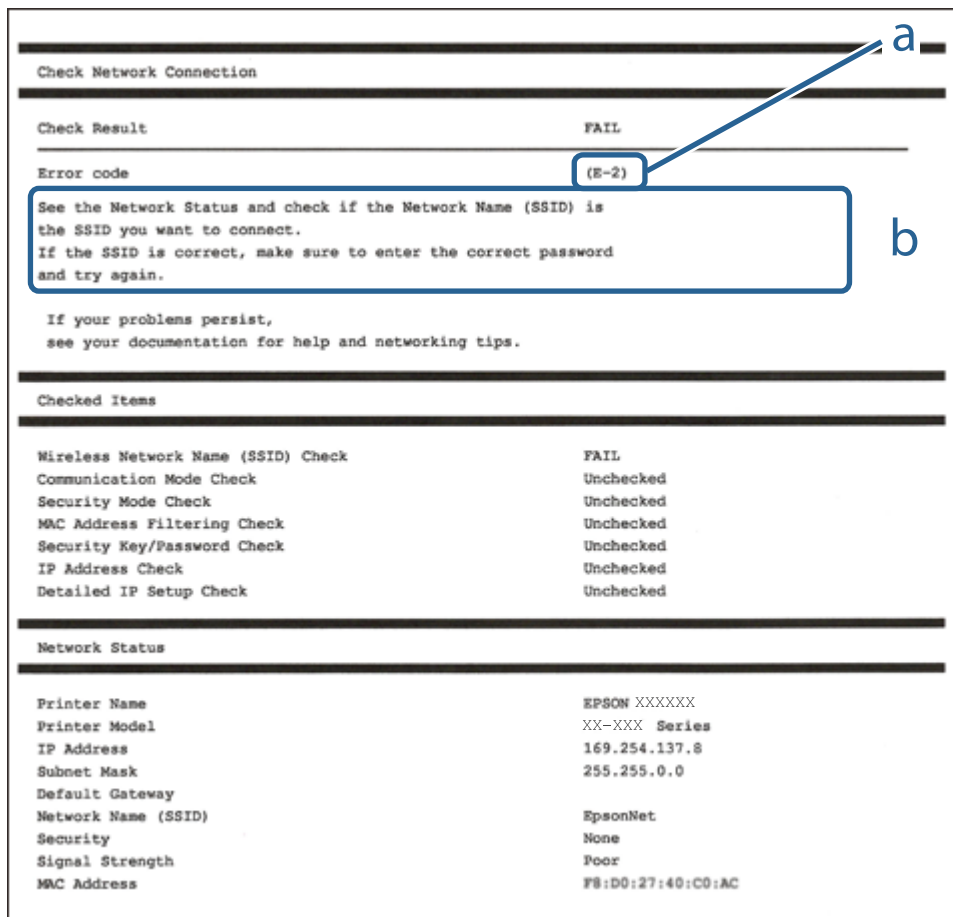 a
Check Network Connection
Check Result FAIL
Error code (E-2)
See the Network Status and check if the Network Name (SSID) is
the SSID you want to connect.
If the SSID is correct, make sure to enter the correct password
and try again.
b
If your problems persist,
see your documentation for help and networking tips.
Checked Items
Wireless Network Name (SSID) Check FAIL
Communication Mode Check Unchecked
Security Mode Check Unchecked
MAC Address Filtering Check Unchecked
Security Key/Password Check Unchecked
IP Address Check Unchecked
Detailed IP Setup Check Unchecked
Network Status
Printer Name EPSON XXXXXX
Printer Model XX-XXX Series
IP Address 169.254.137.8
Subnet Mask 255.255.0.0
Default Gateway
Network Name (SSID) EpsonNet
Security None
Signal Strength Poor
MAC Address F8:D0:27:40:C0:AC